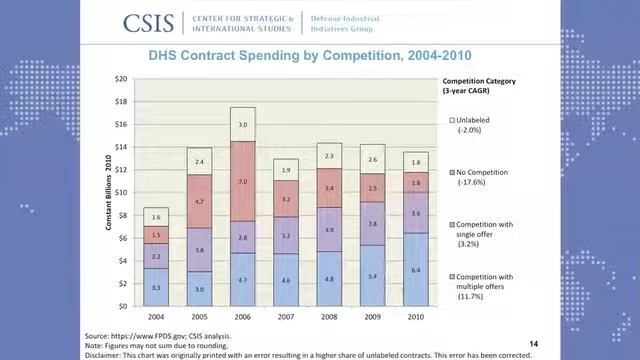 CSIS
CENTER FOR STRATEGIC &
INTERNATIONAL STUDIES
Defense-Industrial
Initiatives Group
DHS Contract Spending by Competition, 2004-2010
Constant Billions 2010
$20
$18
$16
$14
$12
$10
$8
$6
$4
$2
$0
1.6
1.5
2.2
3.3
2.4
4.7
3.8
3.0
3.0
7.0
2.8
4.7
1.9
3.2
3.2
4.6
2.3
3.4
3.9
4.8
2.6
2.5
3.8
5.4
1.8
1.8
3.6
6.4
2004 2005 2006 2007 2008 2009 2010
Competition Category
(3-year CAGR)
Unlabeled
(-2.0%)
No Competition
(-17.6%)
Competition with
single offer
(3.2%)
Competition with
multiple offers
(11.7%)
Source: https://www.FPDS.gov; CSIS analysis.
Note: Figures may not sum due to rounding.
14
Disclaimer: This chart was originally printed with an error resulting in a higher share of unlabeled contracts. This error has been corrected.